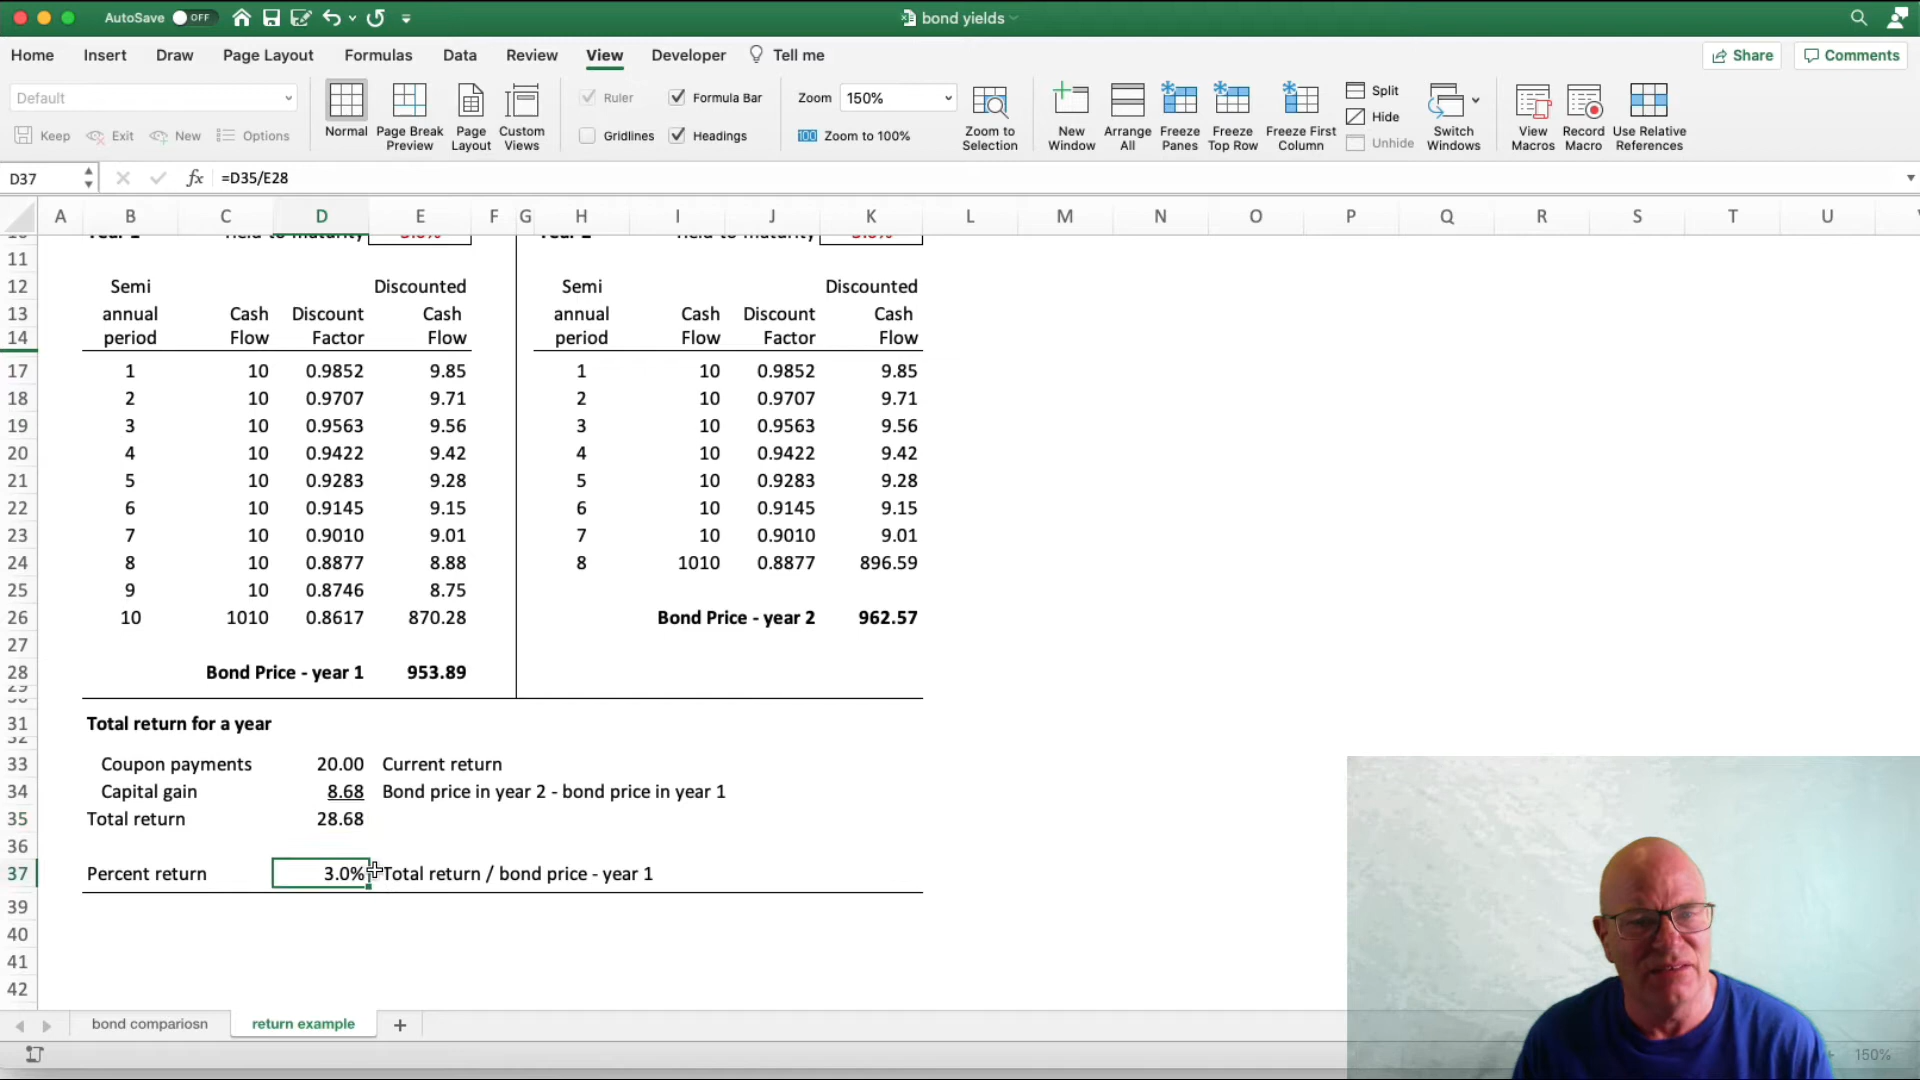 AutoSave OFF bond yields
Home Insert Draw Page Layout Formulas Data Review View Developer Tell me Share Comments
Default Ruler Formula Bar Zoom 150% Split
Keep Exit New Options Gridlines Headings 100 Zoom to 100% Hide Unhide
Normal Page Break Preview Page Layout Custom Views Zoom to Selection New Window Arrange All Freeze Panes Freeze Top Row Freeze First Column Switch Windows View Macros Record Macro Use Relative References
D37 fx =D35/E28
A B C D E F G H I J K L M N O P Q R S T U
11
12 Semi Discounted Semi Discounted
13 annual Cash Discount Cash annual Cash Discount Cash
14 period Flow Factor Flow period Flow Factor Flow
17 1 10 0.9852 9.85 1 10 0.9852 9.85
18 2 10 0.9707 9.71 2 10 0.9707 9.71
19 3 10 0.9563 9.56 3 10 0.9563 9.56
20 4 10 0.9422 9.42 4 10 0.9422 9.42
21 5 10 0.9283 9.28 5 10 0.9283 9.28
22 6 10 0.9145 9.15 6 10 0.9145 9.15
23 7 10 0.9010 9.01 7 10 0.9010 9.01
24 8 10 0.8877 8.88 8 1010 0.8877 896.59
25 9 10 0.8746 8.75
26 10 1010 0.8617 870.28 Bond Price - year 2 962.57
27
28 Bond Price - year 1 953.89
31 Total return for a year
33 Coupon payments 20.00 Current return
34 Capital gain 8.68 Bond price in year 2 - bond price in year 1
35 Total return 28.68
36
37 Percent return 3.0% Total return / bond price - year 1
39
40
41
42
bond compariosn return example +
150%